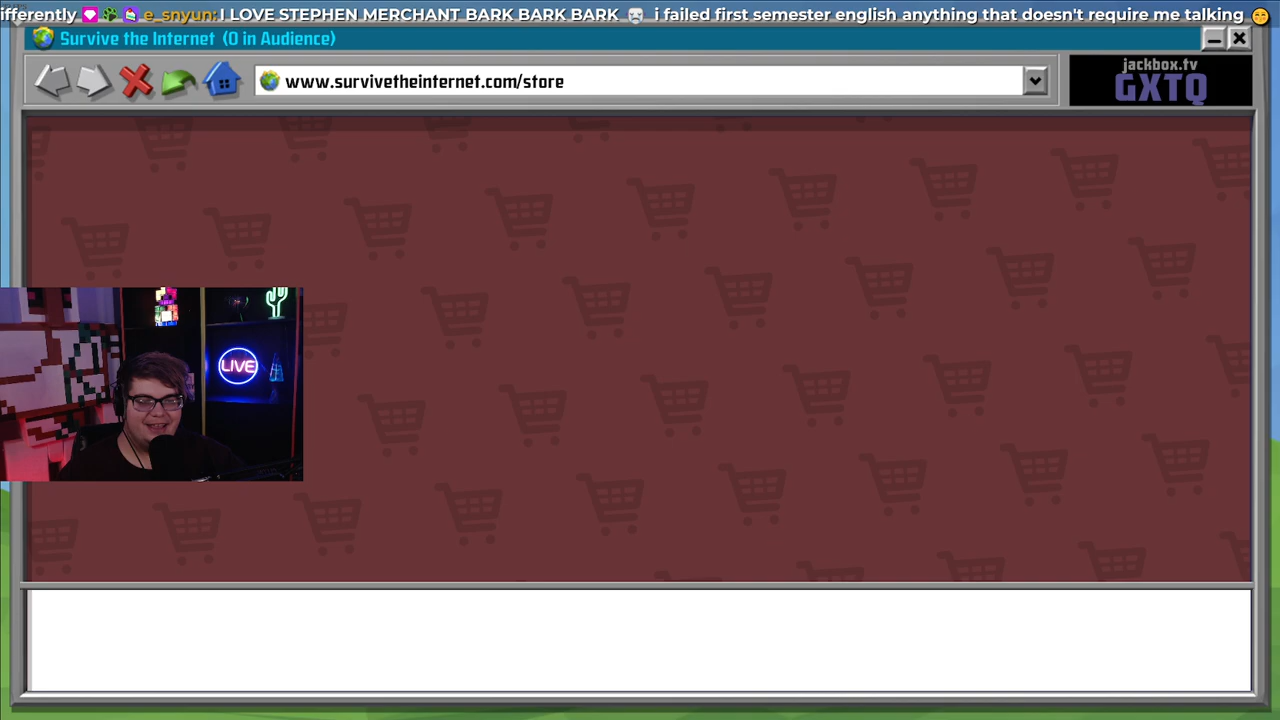 ifferently e_snyun: I LOVE STEPHEN MERCHANT BARK BARK BARK i failed first semester english anything that doesn't require me talking
Survive the Internet (0 in Audience)
www.survivetheinternet.com/store
jackbox.tv
GXTQ
LIVE